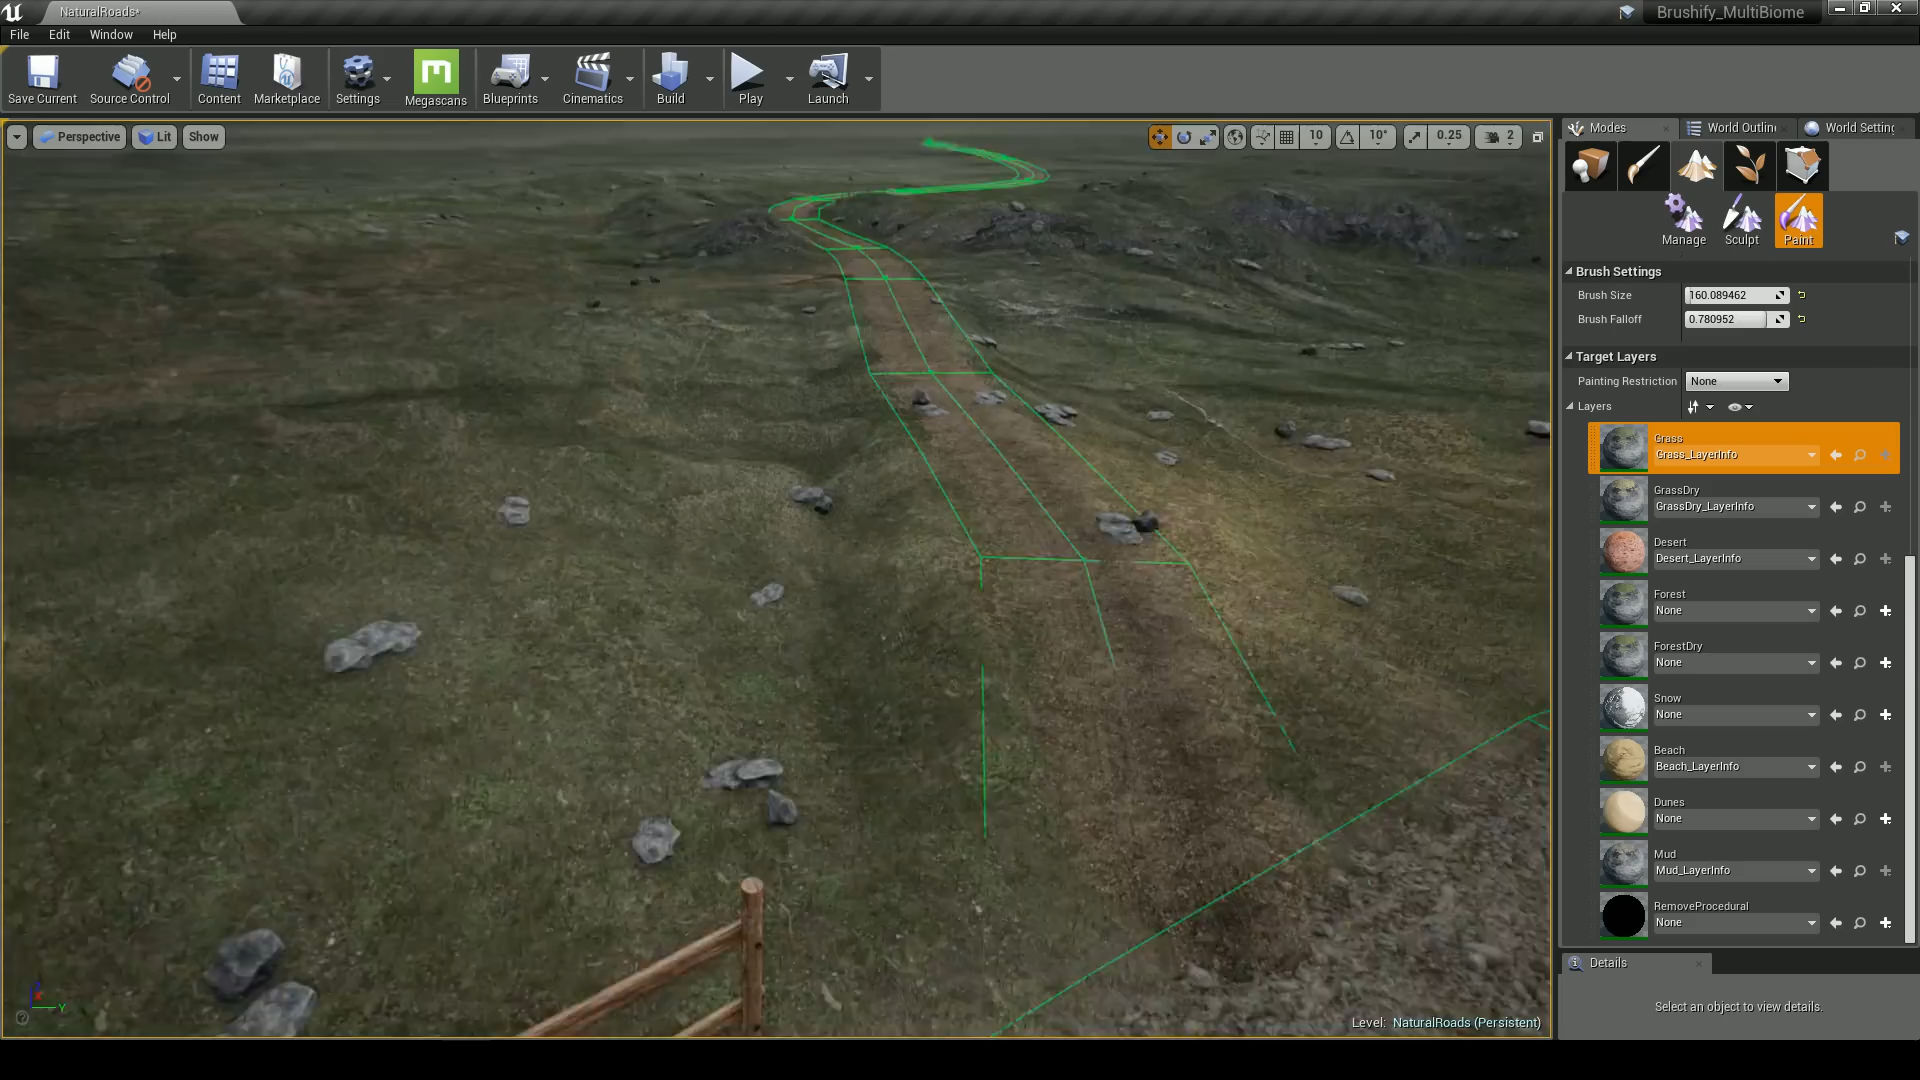 NaturalRoads*
Brushify_MultiBiome
File Edit Window Help
Save Current
Source Control
Content
Marketplace
Settings
Megascans
Blueprints
Cinematics
Build
Play
Launch
Perspective
Lit
Show
10
10°
0.25
2
Modes
World Outlin
World Setting
Manage
Sculpt
Paint
Brush Settings
Brush Size 160.089462
Brush Falloff 0.780952
Target Layers
Painting Restriction None
Layers
Grass
Grass_LayerInfo
GrassDry
GrassDry_LayerInfo
Desert
Desert_LayerInfo
Forest
None
ForestDry
None
Snow
None
Beach
Beach_LayerInfo
Dunes
None
Mud
Mud_LayerInfo
RemoveProcedural
None
Details
Select an object to view details.
Y
Level: NaturalRoads (Persistent)